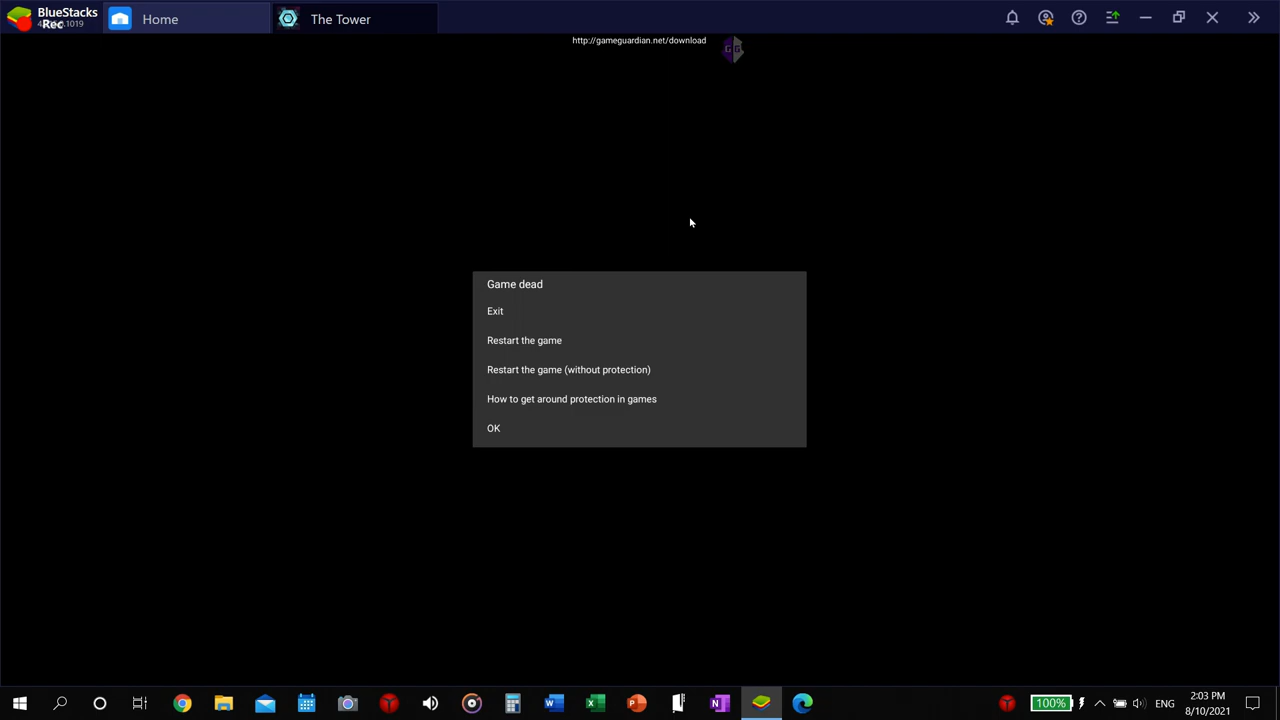 BlueStacks
Rec
Home
The Tower
http://gameguardian.net/download
GG
Game dead
Exit
Restart the game
Restart the game (without protection)
How to get around protection in games
OK
100%
ENG
2:03 PM
8/10/2021